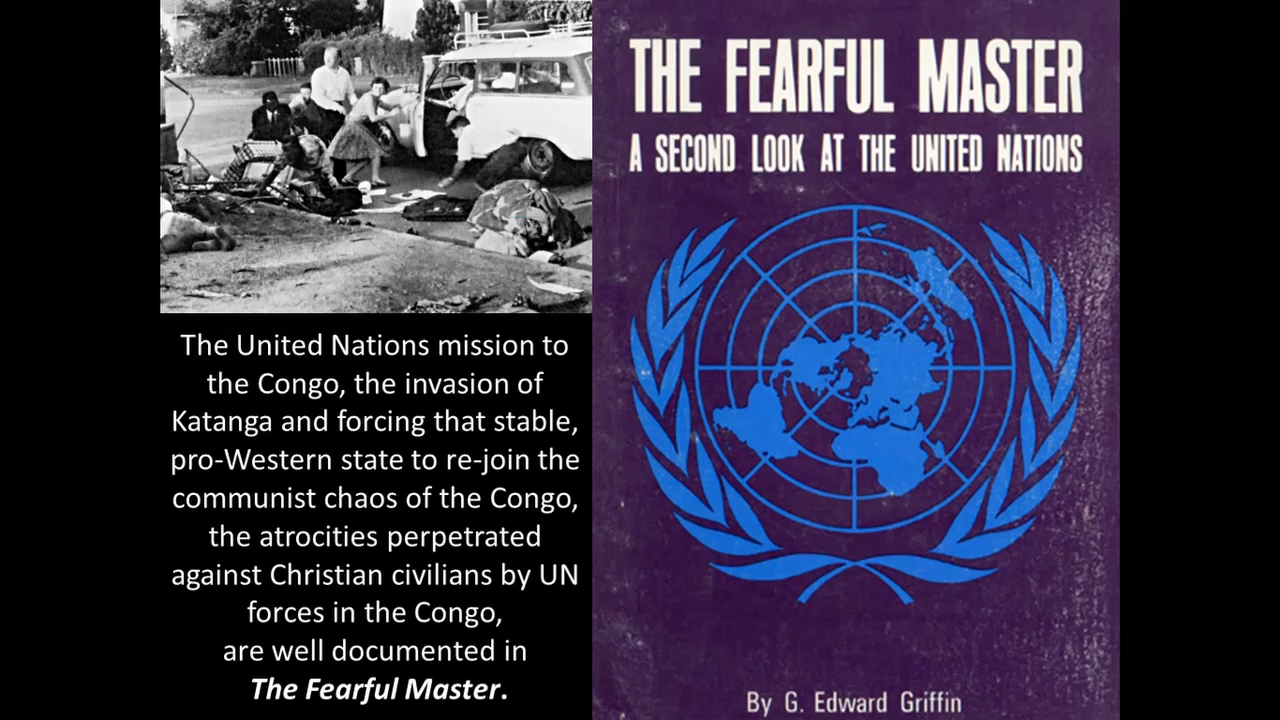 The United Nations mission to
the Congo, the invasion of
Katanga and forcing that stable,
pro-Western state to re-join the
communist chaos of the Congo,
the atrocities perpetrated
against Christian civilians by UN
forces in the Congo,
are well documented in
The Fearful Master.
THE FEARFUL MASTER
A SECOND LOOK AT THE UNITED NATIONS
By G. Edward Griffin